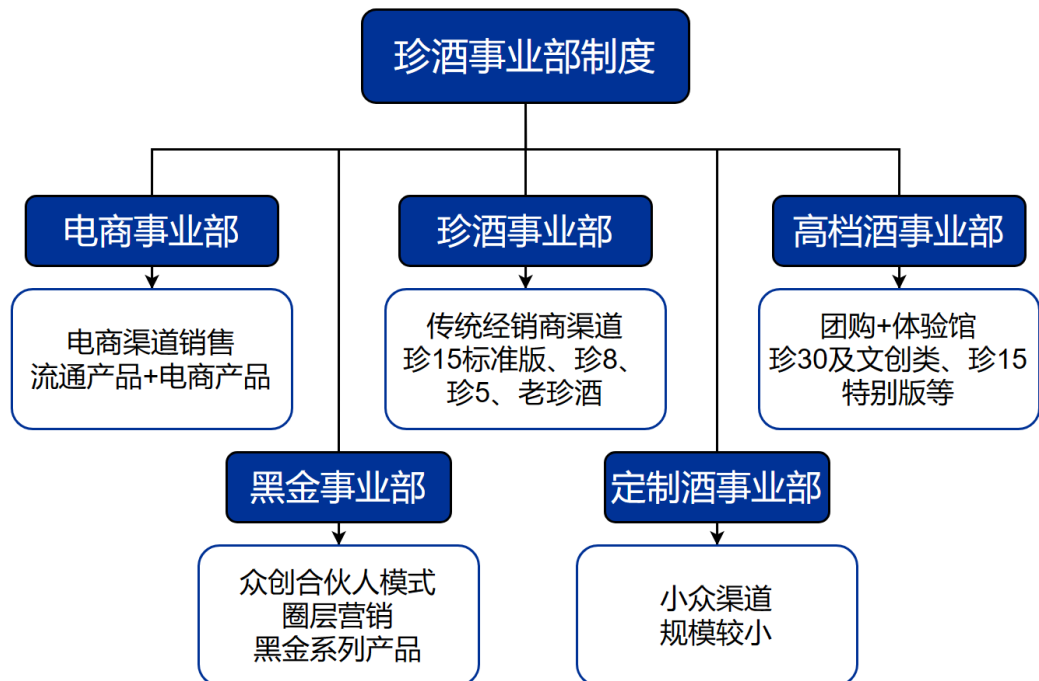 珍酒事业部制度
电商事业部
珍酒事业部
高档酒事业部
电商渠道销售
流通产品+电商产品
传统经销商渠道
珍15标准版、珍8、
珍5、老珍酒
团购+体验馆
珍30及文创类、珍15
特别版等
黑金事业部
定制酒事业部
众创合伙人模式
圈层营销
黑金系列产品
小众渠道
规模较小